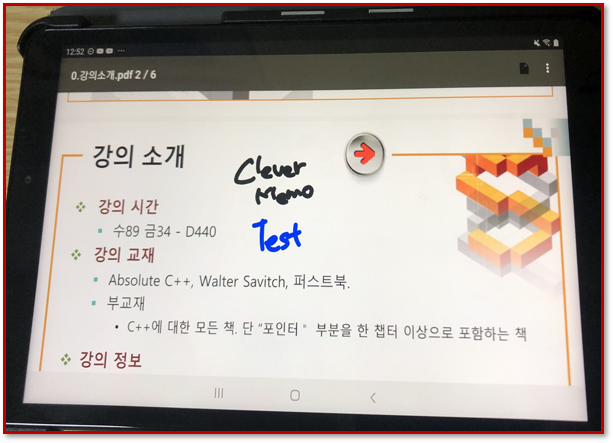 12:52
0.강의소개.pdf 2 / 6
강의 소개
Clever
Memo
Test
강의 시간
수89 금34 - D440
강의 교재
Absolute C++, Walter Savitch, 퍼스트북.
부교재
C++에 대한 모든 책. 단 “포인터 " 부분을 한 챕터 이상으로 포함하는 책
강의 정보